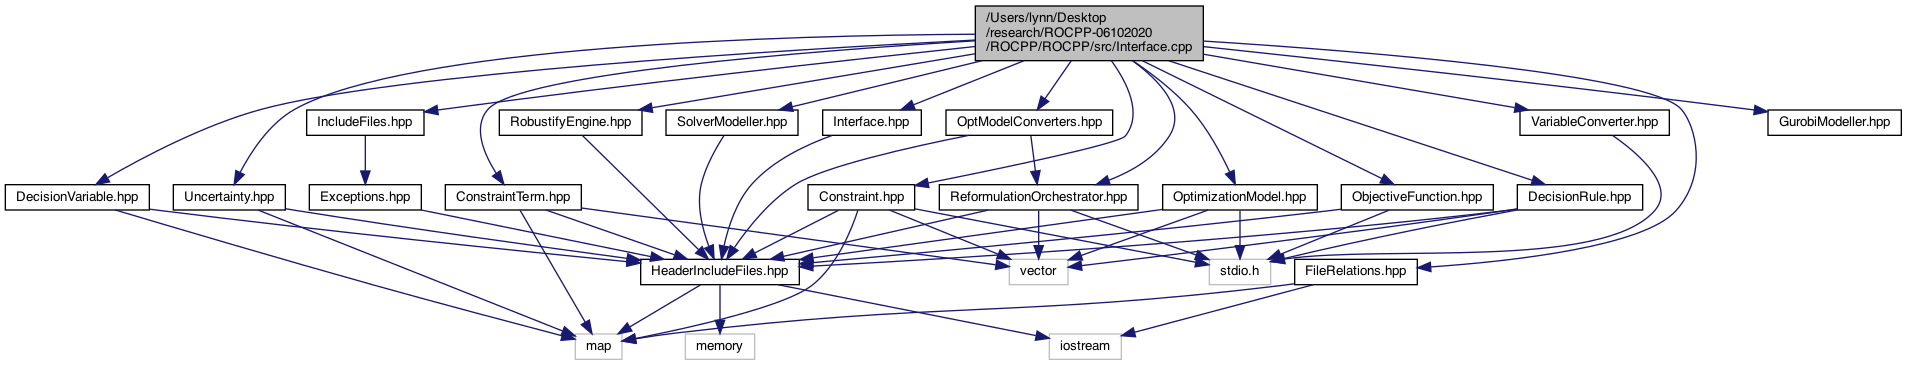 /Users/lynn/Desktop
/research/ROCPP-06102020
/ROCPP/ROCPP/src/Interface.cpp
IncludeFiles.hpp
RobustifyEngine.hpp
SolverModeller.hpp
Interface.hpp
OptModelConverters.hpp
VariableConverter.hpp
GurobiModeller.hpp
DecisionVariable.hpp
Uncertainty.hpp
Exceptions.hpp
ConstraintTerm.hpp
Constraint.hpp
ReformulationOrchestrator.hpp
OptimizationModel.hpp
ObjectiveFunction.hpp
DecisionRule.hpp
HeaderIncludeFiles.hpp
vector
stdio.h
FileRelations.hpp
map
memory
iostream